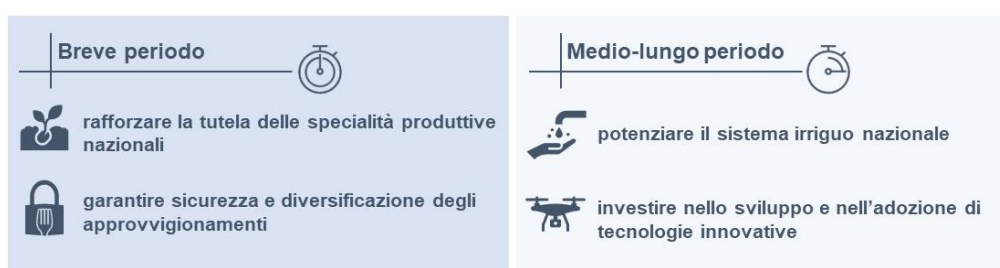 Breve periodo
rafforzare la tutela delle specialità produttive
nazionali
garantire sicurezza e diversificazione degli
approvvigionamenti
Medio-lungo periodo
potenziare il sistema irriguo nazionale
investire nello sviluppo e nell'adozione di
tecnologie innovative